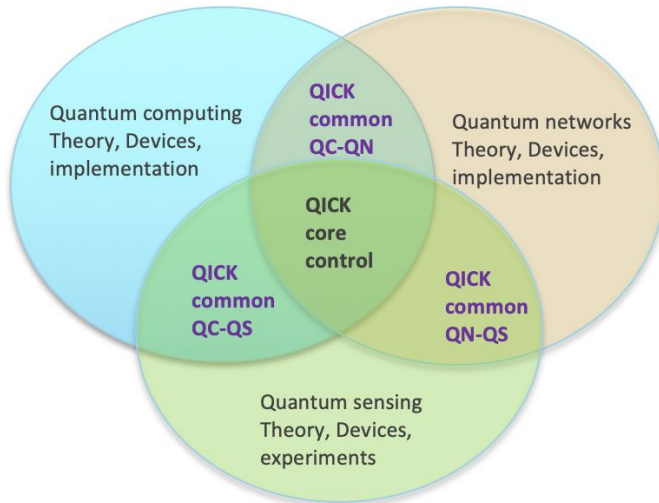 QICK
common
QC-QN
Quantum computing
Theory, Devices,
implementation
Quantum networks
Theory, Devices,
implementation
QICK
core
control
QICK
common
QC-QS
QICK
common
QN-QS
Quantum sensing
Theory, Devices,
experiments